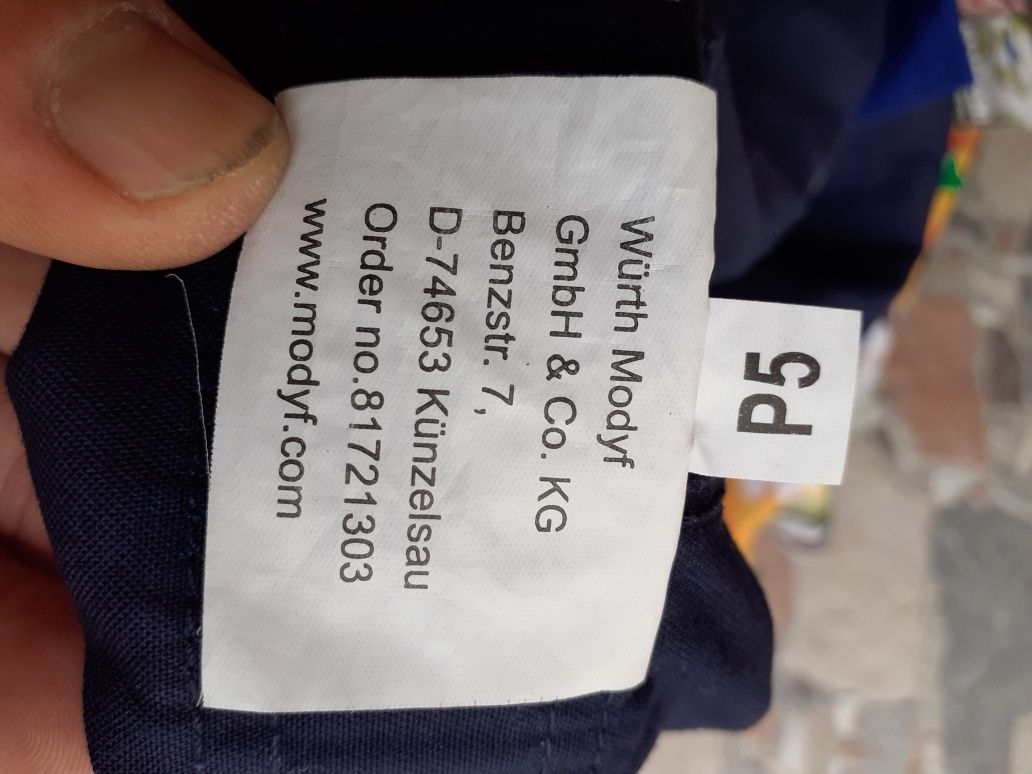 Würth Modyf
GmbH & Co. KG
Benzstr. 7,
D-74653 Künzelsau
Order no.81721303
www.modyf.com
P5